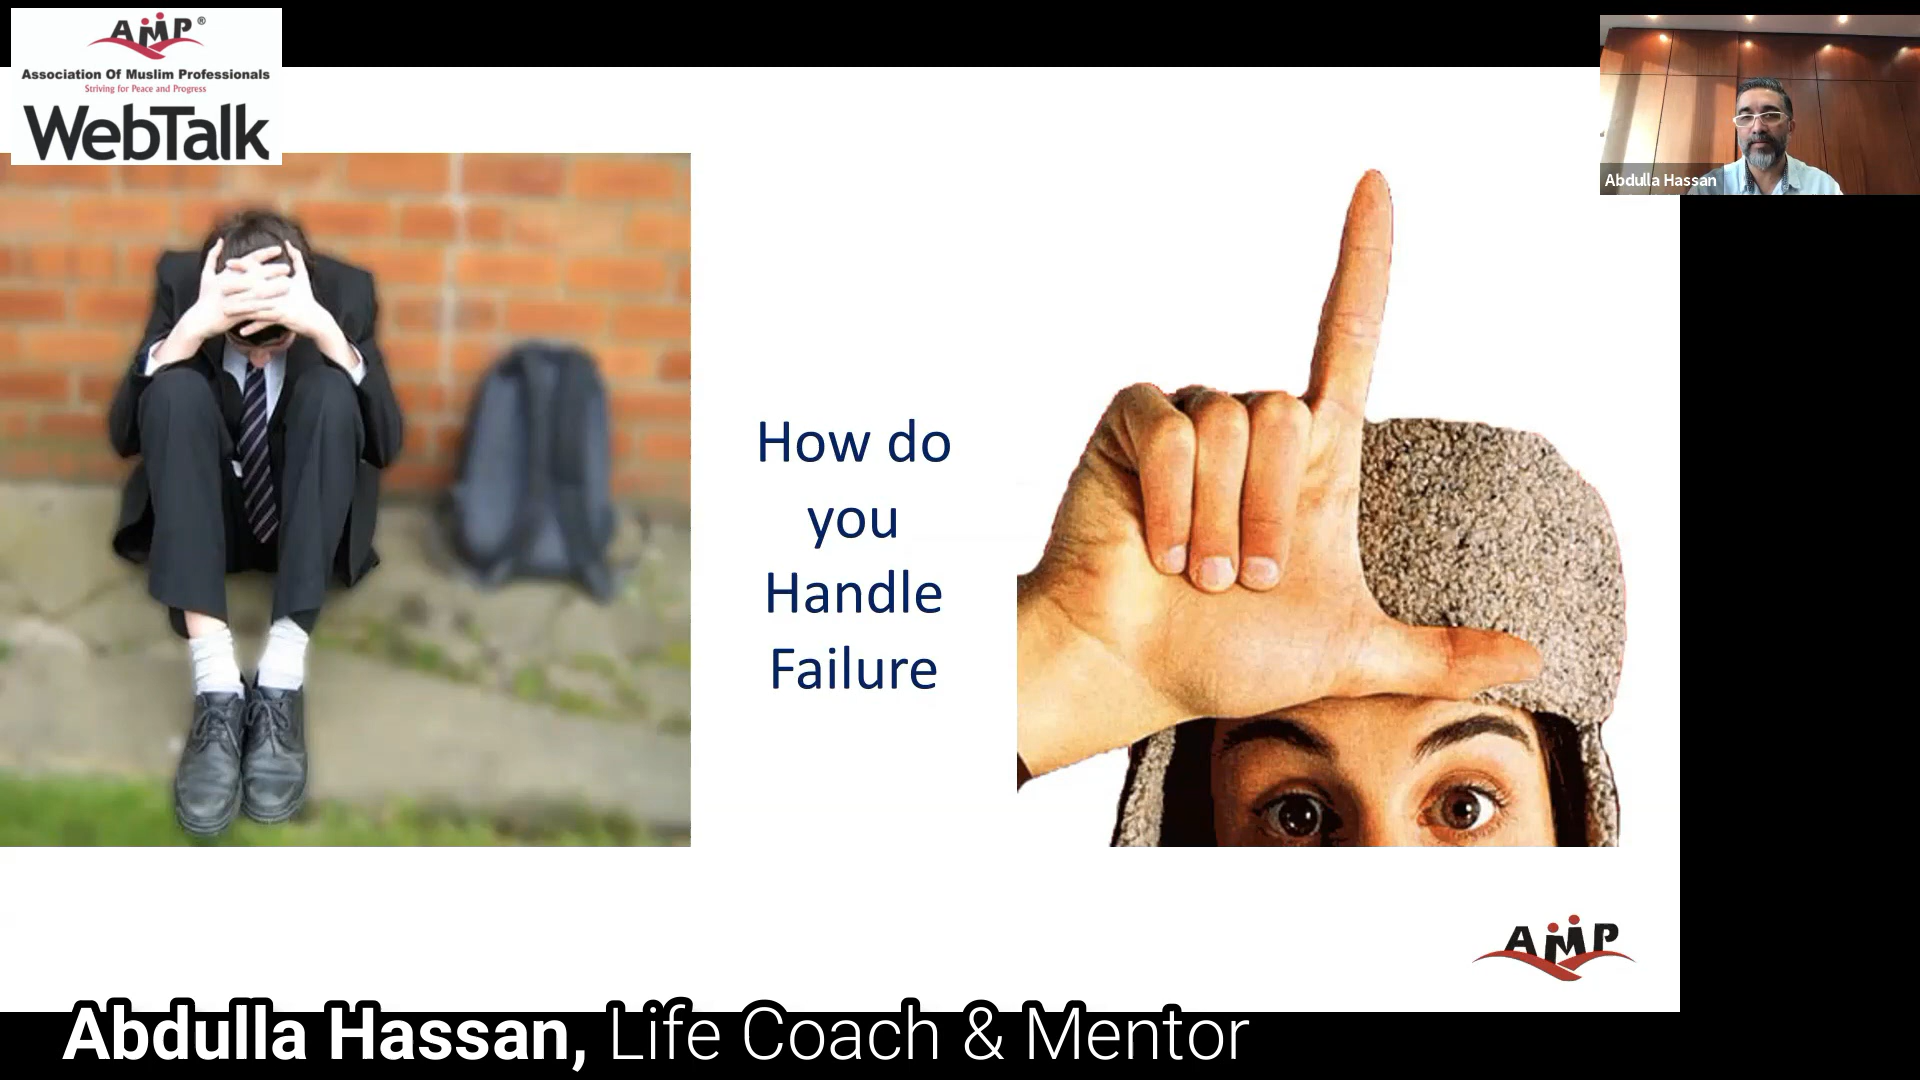 AMP®
Association Of Muslim Professionals
Striving for Peace and Progress
WebTalk
Abdulla Hassan
How do
you
Handle
Failure
AMP
Abdulla Hassan, Life Coach & Mentor